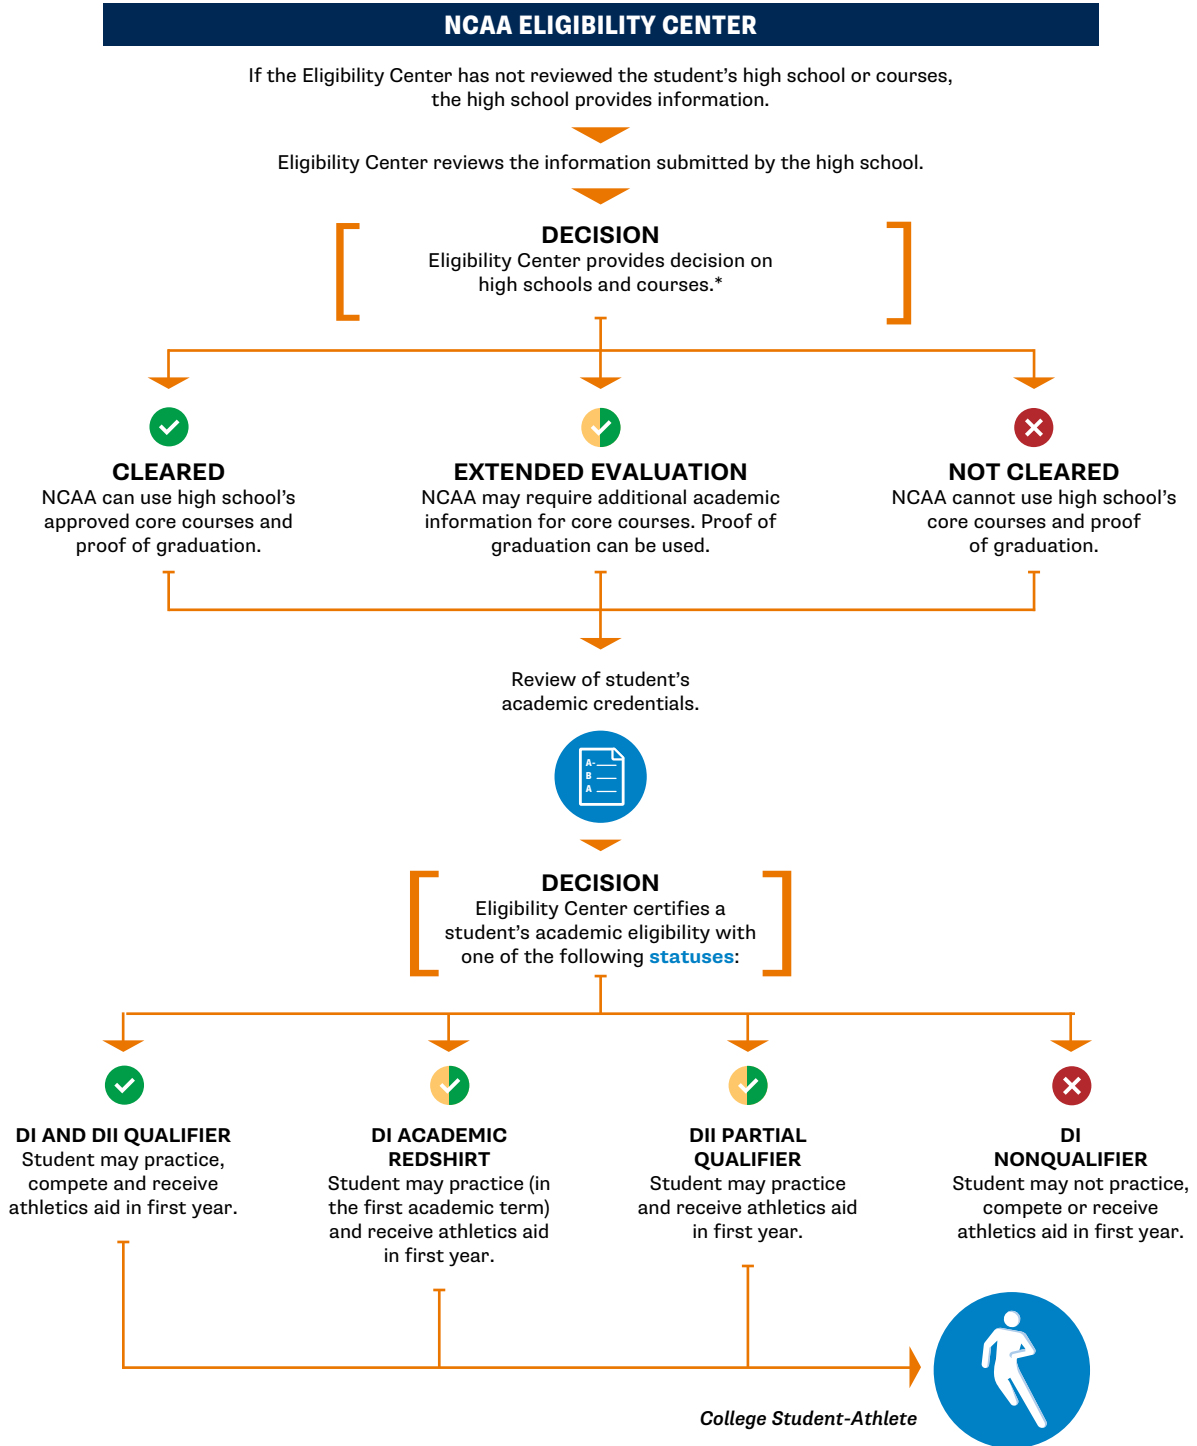 NCAA ELIGIBILITY CENTER
If the Eligibility Center has not reviewed the student’s high school or courses,
the high school provides information.
Eligibility Center reviews the information submitted by the high school.
DECISION
Eligibility Center provides decision on
high schools and courses.*
CLEARED
NCAA can use high school’s
approved core courses and
proof of graduation.
EXTENDED EVALUATION
NCAA may require additional academic
information for core courses. Proof of
graduation can be used.
NOT CLEARED
NCAA cannot use high school’s
core courses and proof
of graduation.
Review of student’s
academic credentials.
A-
B
A
DECISION
Eligibility Center certifies a
student’s academic eligibility with
one of the following statuses:
DI AND DII QUALIFIER
Student may practice,
compete and receive
athletics aid in first year.
DI ACADEMIC
REDSHIRT
Student may practice (in
the first academic term)
and receive athletics aid
in first year.
DII PARTIAL
QUALIFIER
Student may practice
and receive athletics aid
in first year.
DI
NONQUALIFIER
Student may not practice,
compete or receive
athletics aid in first year.
College Student-Athlete